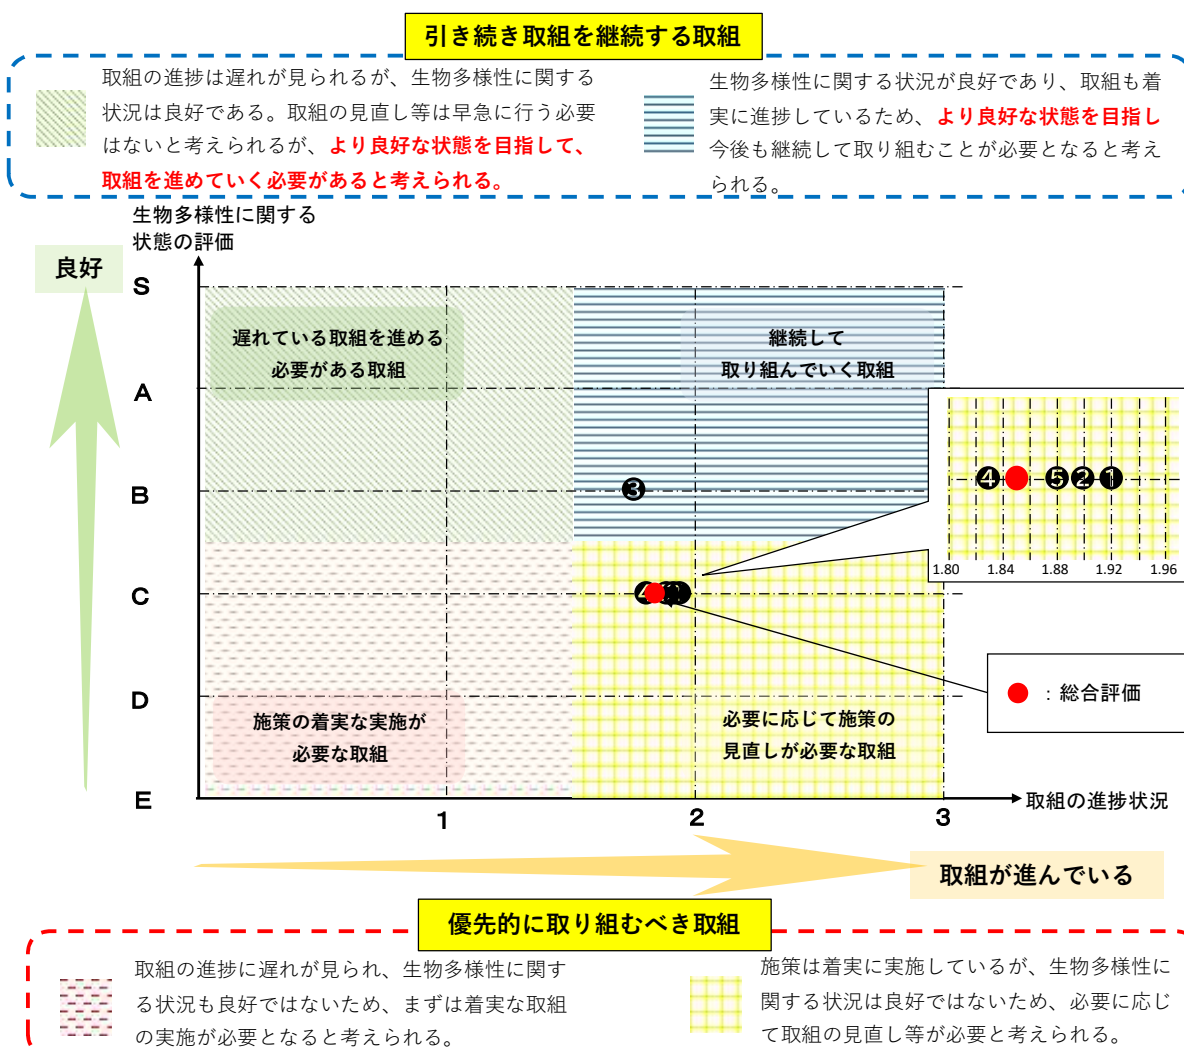 引き続き取組を継続する取組
取組の進捗は遅れが見られるが、生物多様性に関する
状況は良好である。取組の見直し等は早急に行う必要
はないと考えられるが、より良好な状態を目指して、
取組を進めていく必要があると考えられる。
生物多様性に関する状況が良好であり、取組も着
実に進捗しているため、より良好な状態を目指し
今後も継続して取り組むことが必要となると考え
られる。
生物多様性に関する
状態の評価
良好
S
A
B
C
D
E
遅れている取組を進める
必要がある取組
継続して
取り組んでいく取組
❸
❹
❶
❹
❺❷❶
1.80 1.84 1.88 1.92 1.96
:総合評価
施策の着実な実施が
必要な取組
必要に応じて施策の
見直しが必要な取組
1 2 3
取組の進捗状況
取組が進んでいる
優先的に取り組むべき取組
取組の進捗に遅れが見られ、生物多様性に関す
る状況も良好ではないため、まずは着実な取組
の実施が必要となると考えられる。
施策は着実に実施しているが、生物多様性に
関する状況は良好ではないため、必要に応じ
て取組の見直し等が必要と考えられる。